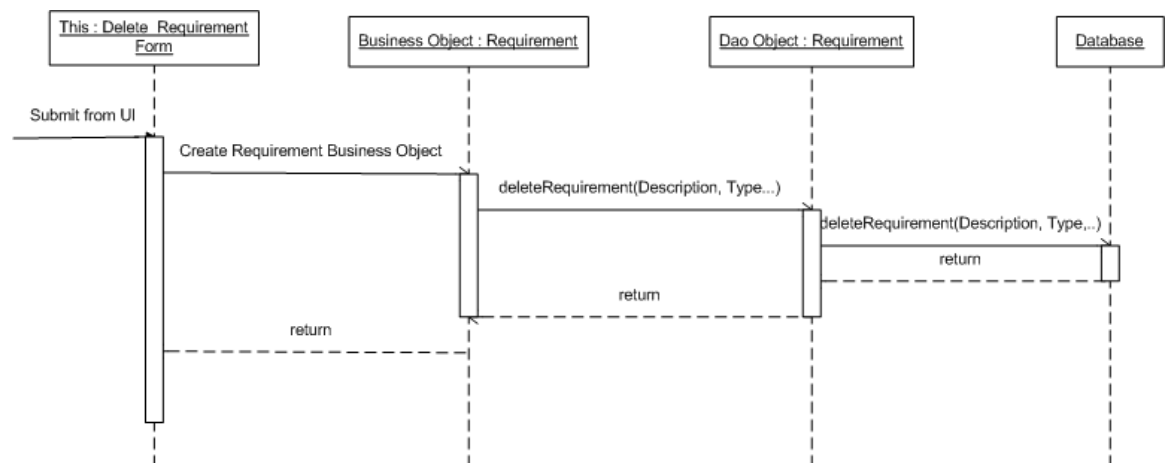 This : Delete Requirement
Form
Business Object : Requirement
Dao Object : Requirement
Database
Submit from UI
Create Requirement Business Object
deleteRequirement(Description, Type...)
deleteRequirement(Description, Type,..)
return
return
return